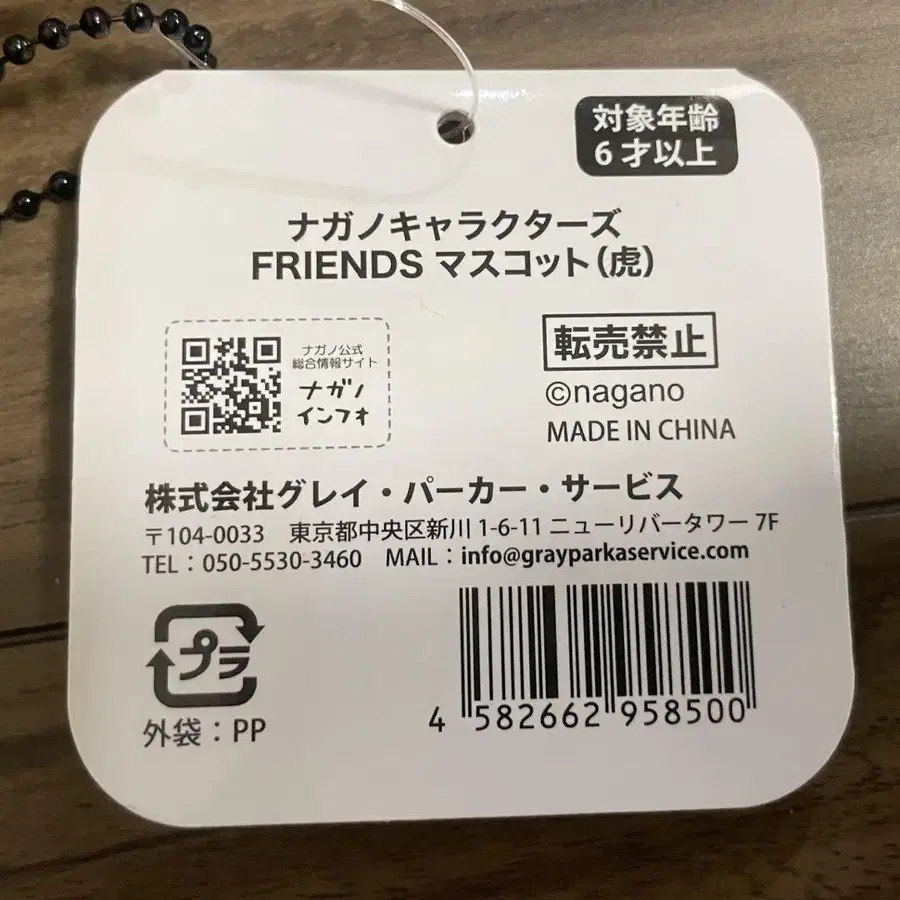 対象年齢
6才以上
ナガノキャラクターズ
FRIENDS マスコット(虎)
ナガノ公式
総合情報サイト
ナガノ
インフォ
転売禁止
©nagano
MADE IN CHINA
株式会社グレイ・パーカー・サービス
〒104-0033 東京都中央区新川 1-6-11 ニューリバータワー 7F
TEL：050-5530-3460 MAIL：info@grayparkaservice.com
プラ
外袋：PP
4 582662 958500